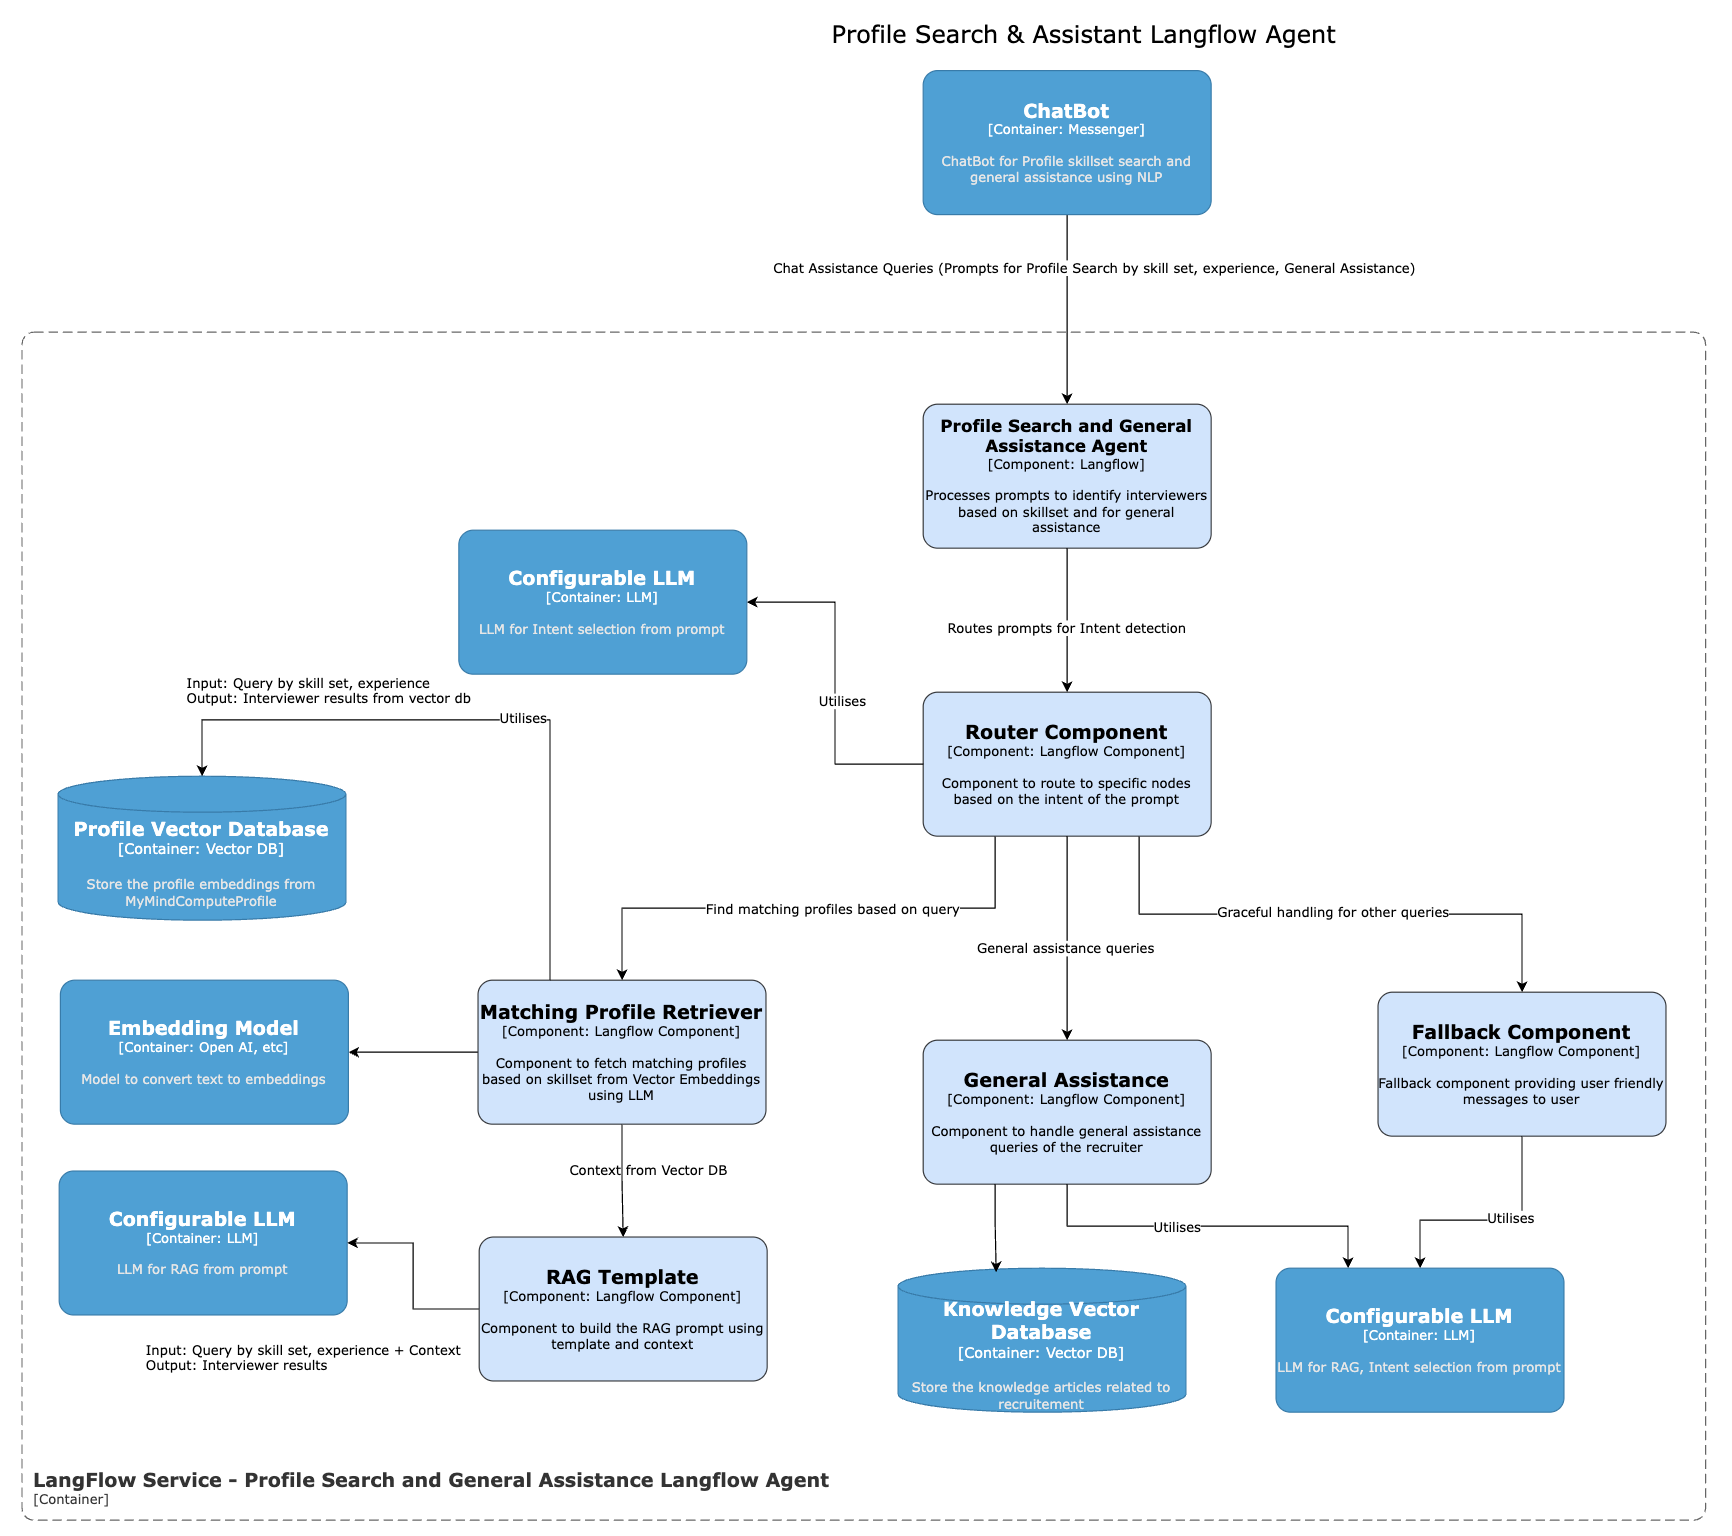 Profile Search & Assistant Langflow Agent
ChatBot
[Container: Messenger]
ChatBot for Profile skillset search and
general assistance using NLP
Chat Assistance Queries (Prompts for Profile Search by skill set, experience, General Assistance)
Profile Search and General
Assistance Agent
[Component: Langflow]
Processes prompts to identify interviewers
based on skillset and for general
assistance
Configurable LLM
[Container: LLM]
LLM for Intent selection from prompt
Routes prompts for Intent detection
Utilises
Input: Query by skill set, experience
Output: Interviewer results from vector db
Utilises
Router Component
[Component: Langflow Component]
Component to route to specific nodes
based on the intent of the prompt
Profile Vector Database
[Container: Vector DB]
Store the profile embeddings from
MyMindComputeProfile
Find matching profiles based on query
General assistance queries
Graceful handling for other queries
Embedding Model
[Container: Open AI, etc]
Model to convert text to embeddings
Matching Profile Retriever
[Component: Langflow Component]
Component to fetch matching profiles
based on skillset from Vector Embeddings
using LLM
General Assistance
[Component: Langflow Component]
Component to handle general assistance
queries of the recruiter
Fallback Component
[Component: Langflow Component]
Fallback component providing user friendly
messages to user
Context from Vector DB
Configurable LLM
[Container: LLM]
LLM for RAG from prompt
Utilises
Utilises
RAG Template
[Component: Langflow Component]
Component to build the RAG prompt using
template and context
Input: Query by skill set, experience + Context
Output: Interviewer results
Knowledge Vector
Database
[Container: Vector DB]
Store the knowledge articles related to
recruitement
Configurable LLM
[Container: LLM]
LLM for RAG, Intent selection from prompt
LangFlow Service - Profile Search and General Assistance Langflow Agent
[Container]